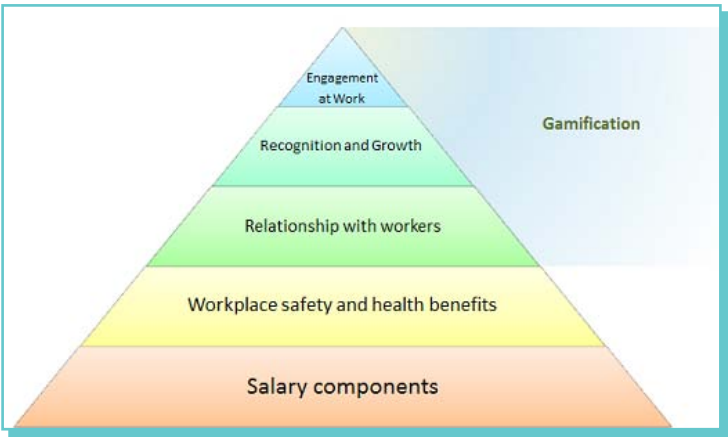 Engagement
at Work
Gamification
Recognition and Growth
Relationship with workers
Workplace safety and health benefits
Salary components